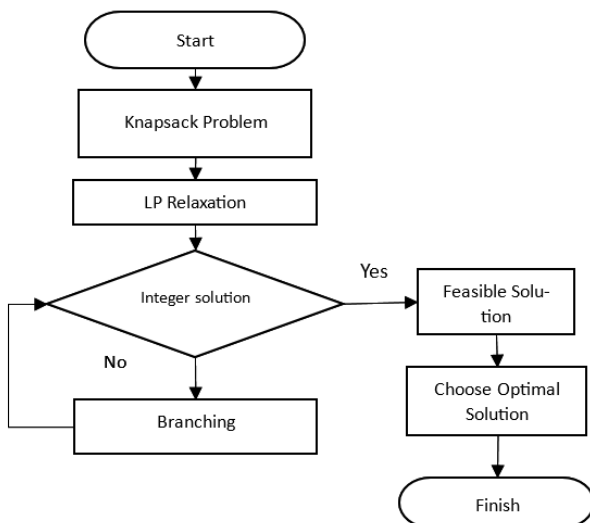 Start
Knapsack Problem
LP Relaxation
Integer solution
Yes
Feasible Solu-
tion
No
Choose Optimal
Solution
Branching
Finish